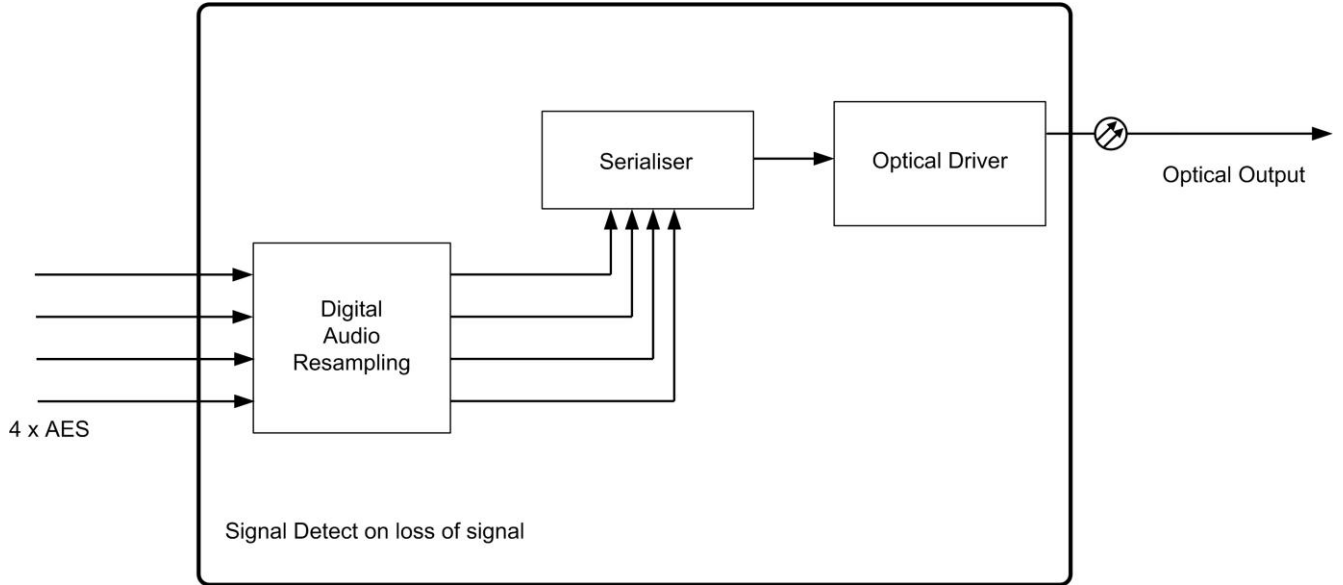 Serialiser
Optical Driver
Optical Output
Digital
Audio
Resampling
4 x AES
Signal Detect on loss of signal